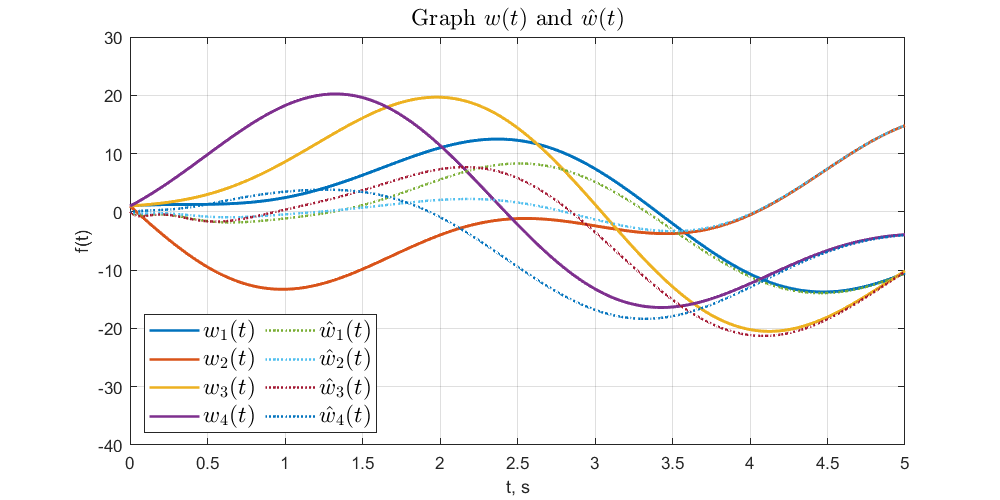 Graph w(t) and ŵ(t)
30
20
10
0
-10
-20
-30
-40
f(t)
w₁(t) ŵ₁(t)
w₂(t) ŵ₂(t)
w₃(t) ŵ₃(t)
w₄(t) ŵ₄(t)
0 0.5 1 1.5 2 2.5 3 3.5 4 4.5 5
t, s